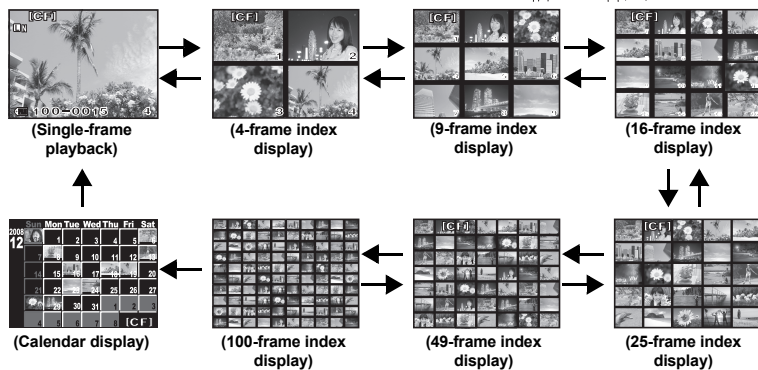 [CF]
L N
1
2
[CF]
[CF]
100-0015
4
3
4
(Single-frame
playback)
(4-frame index
display)
(9-frame index
display)
(16-frame index
display)
2008
12
Sun Mon Tue Wed Thu Fri Sat
1 2 3 4 5 6
7 8 9 10 11 12 13
14 15 16 17 18 19 20
21 22 23 24 25 26 27
29 30 31 1 2 3
4 5 6 7 8 [CF]
[CF]
[CF]
(Calendar display)
(100-frame index
display)
(49-frame index
display)
(25-frame index
display)